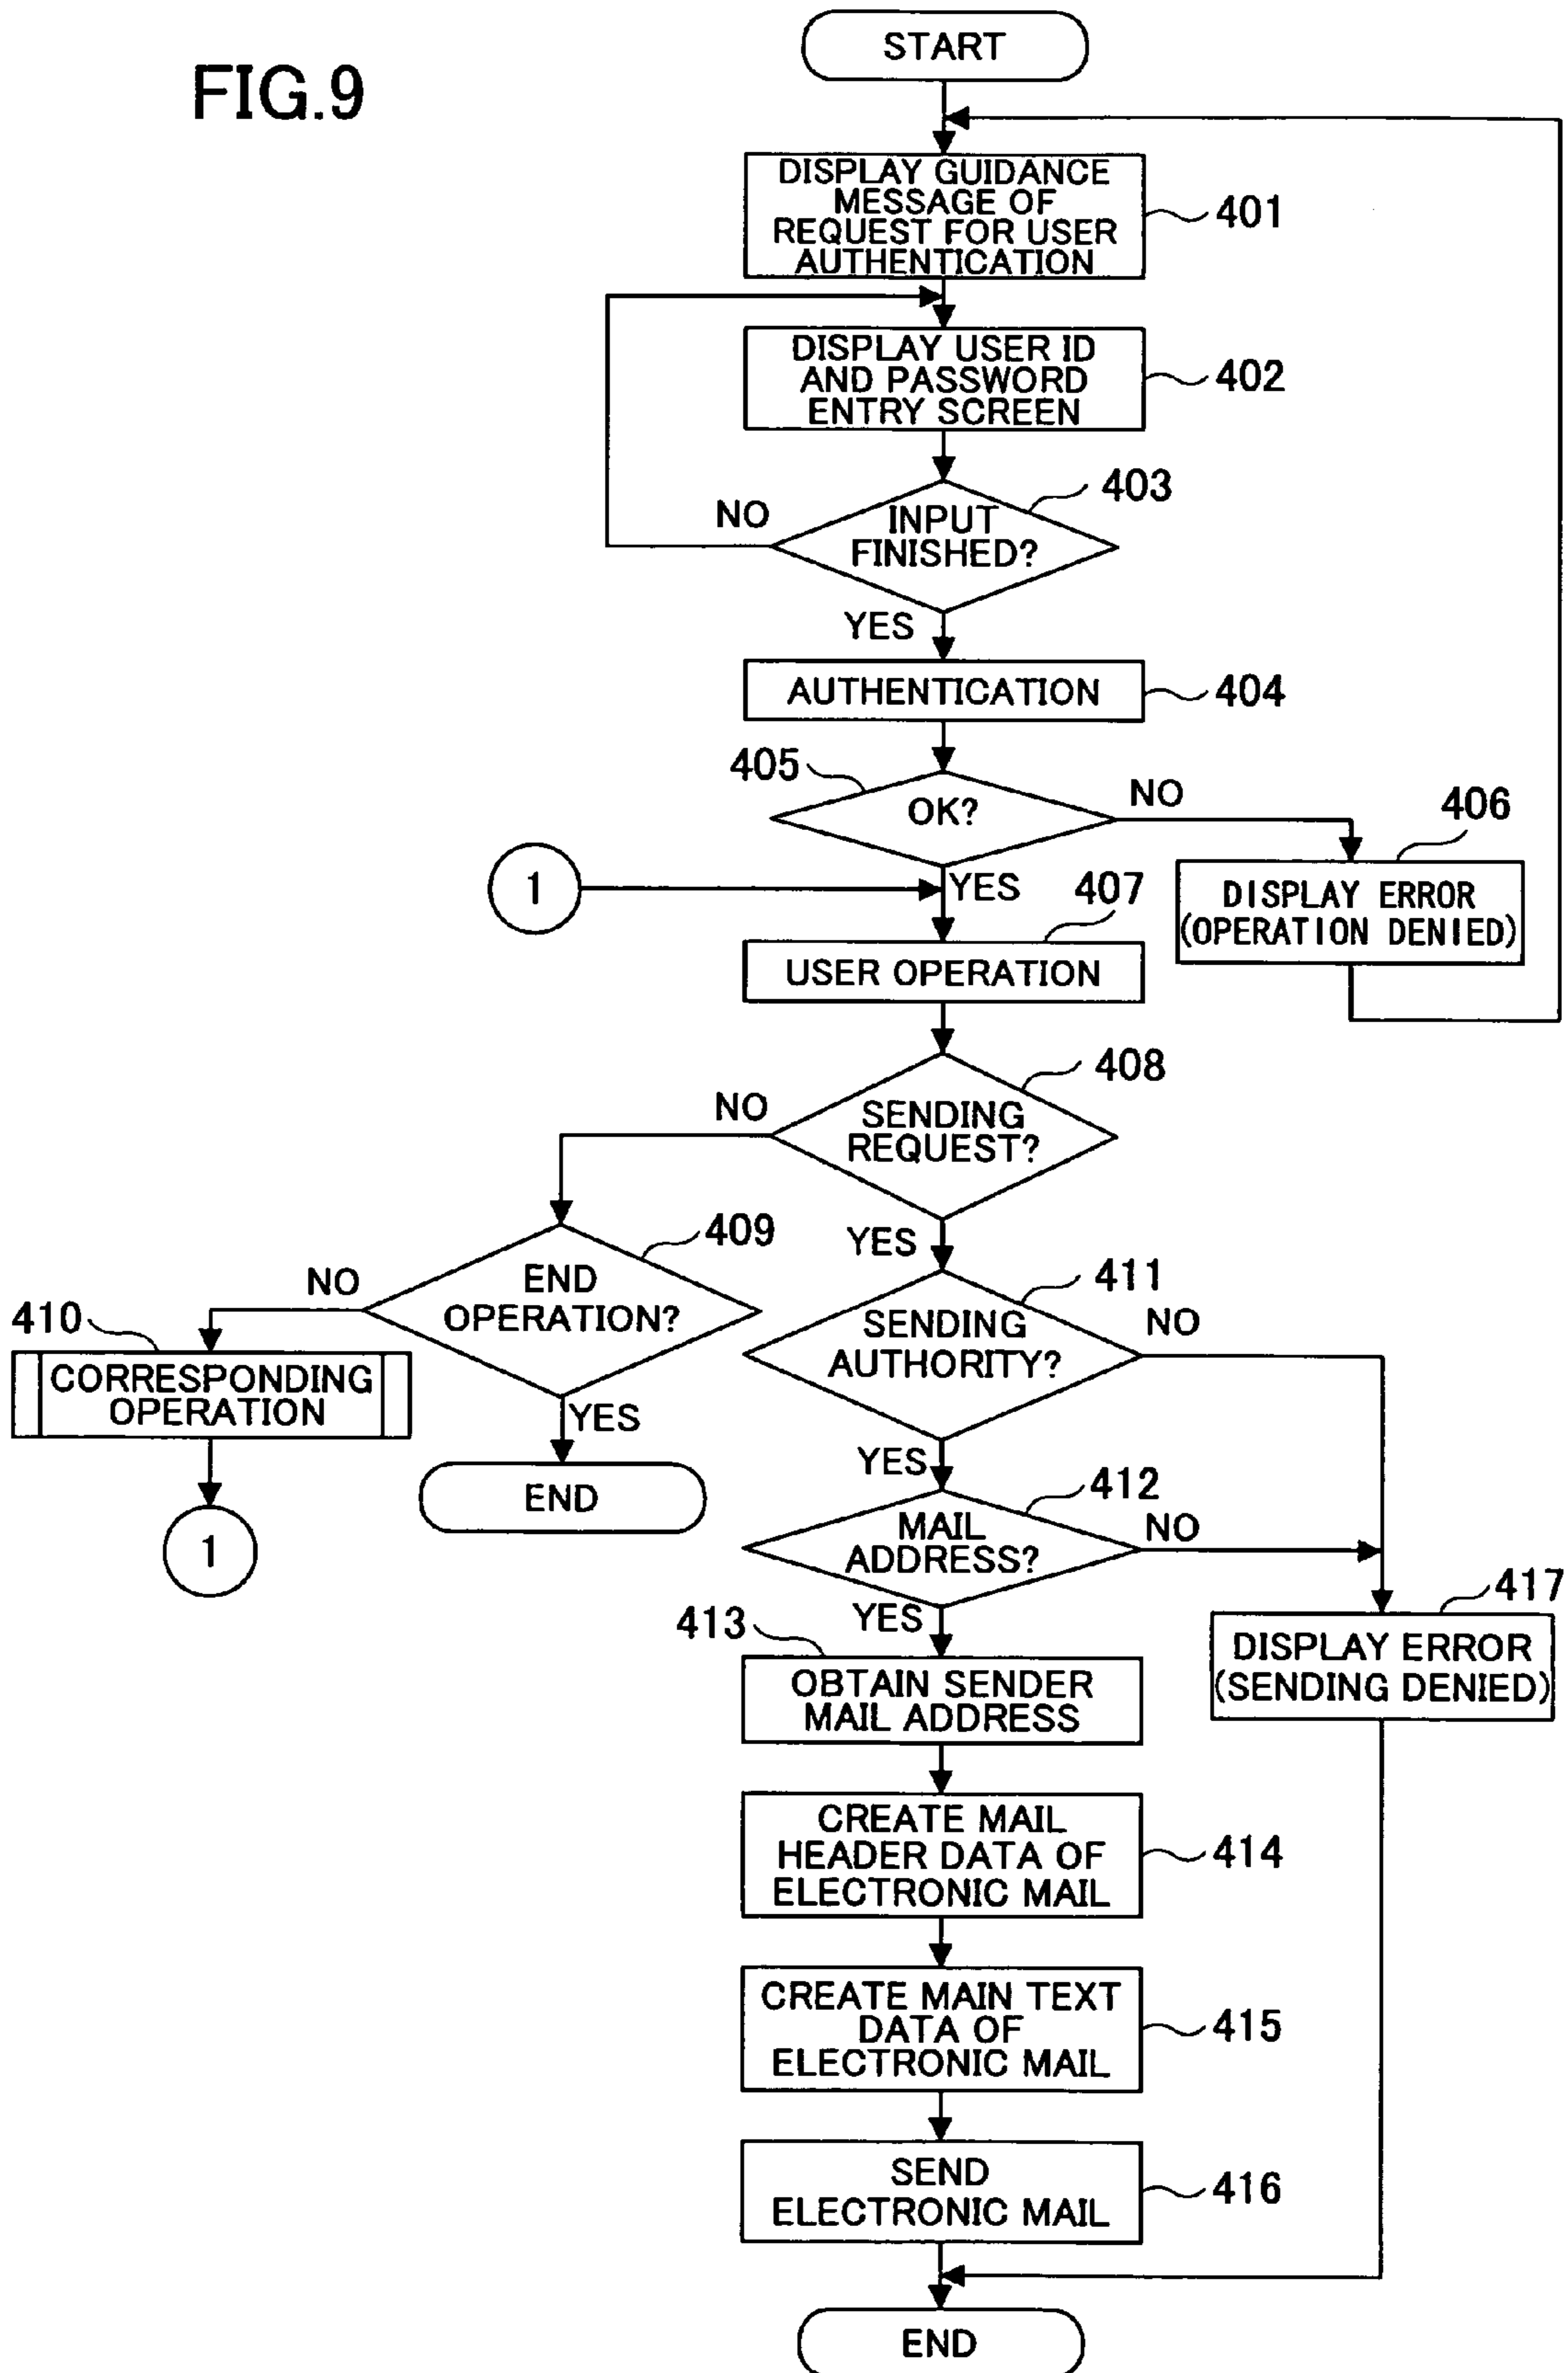 FIG.9
START
DISPLAY GUIDANCE
MESSAGE OF
REQUEST FOR USER
AUTHENTICATION
401
DISPLAY USER ID
AND PASSWORD
ENTRY SCREEN
402
403
NO
INPUT
FINISHED?
YES
AUTHENTICATION
404
405
OK?
NO
406
DISPLAY ERROR
(OPERATION DENIED)
1
YES
407
USER OPERATION
408
NO
SENDING
REQUEST?
YES
409
NO
END
OPERATION?
410
CORRESPONDING
OPERATION
1
YES
END
411
SENDING
AUTHORITY?
NO
YES
412
MAIL
ADDRESS?
NO
YES
417
DISPLAY ERROR
(SENDING DENIED)
413
OBTAIN SENDER
MAIL ADDRESS
CREATE MAIL
HEADER DATA OF
ELECTRONIC MAIL
414
CREATE MAIN TEXT
DATA OF
ELECTRONIC MAIL
415
SEND
ELECTRONIC MAIL
416
END